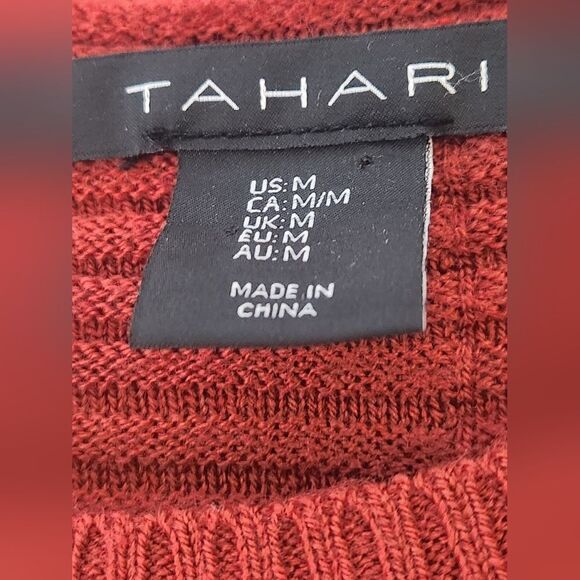 TAHARI
US: M
CA: M/M
UK: M
EU: M
AU: M
MADE IN
CHINA